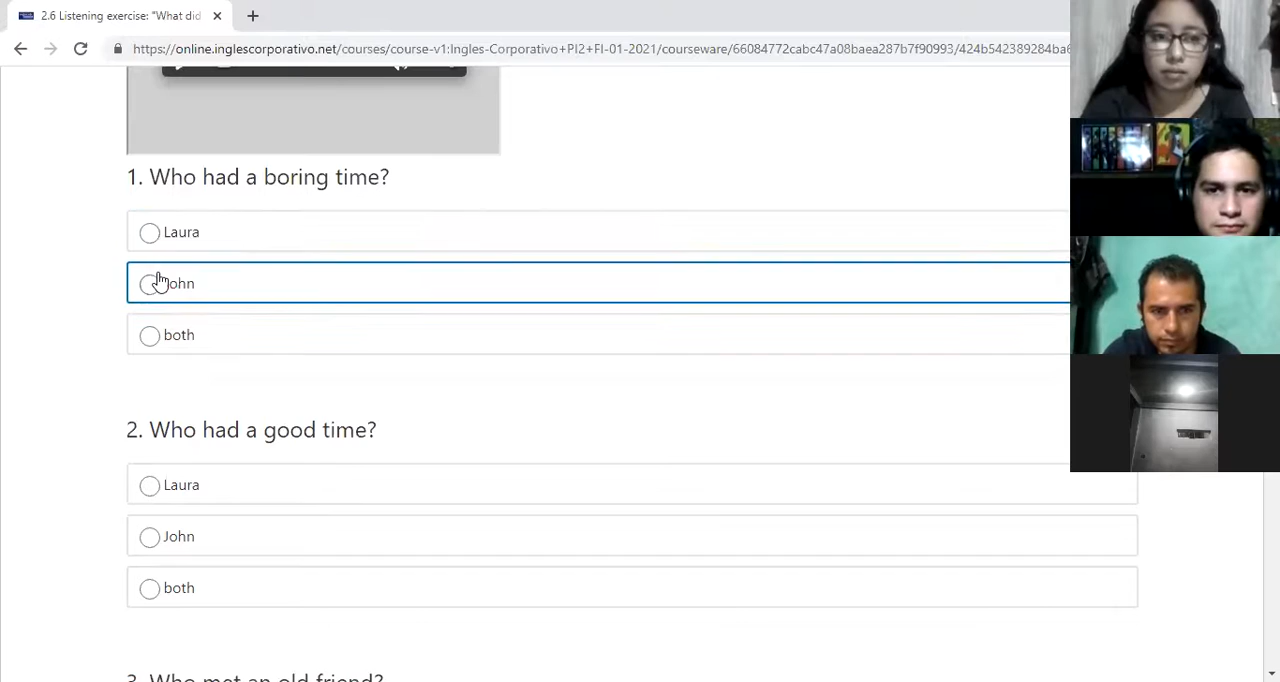 2.6 Listening exercise: "What did
https://online.inglescorporativo.net/courses/course-v1:Ingles-Corporativo+PI2+FI-01-2021/courseware/66084772cabc47a08baea287b7f90993/424b542389284ba6
1. Who had a boring time?
Laura
John
both
2. Who had a good time?
Laura
John
both
3. Who met an old friend?